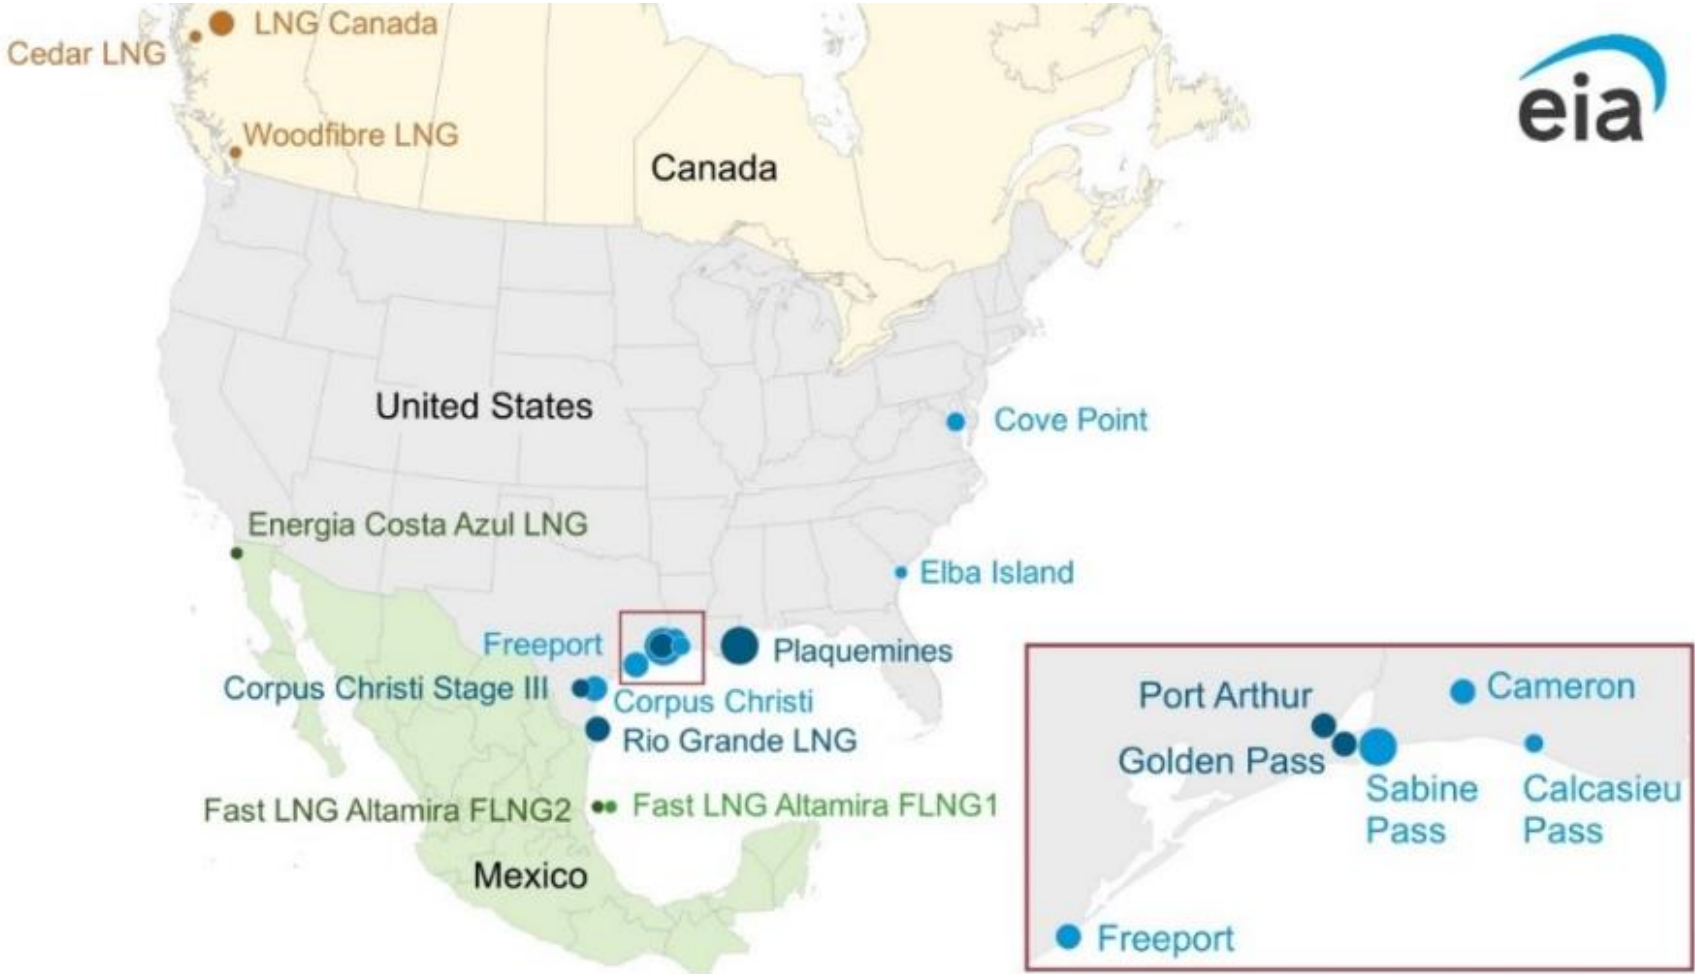 LNG Canada
Cedar LNG
eia
Woodfibre LNG
Canada
United States
Cove Point
Energia Costa Azul LNG
Elba Island
Freeport
Plaquemines
Corpus Christi Stage III
Corpus Christi
Rio Grande LNG
Fast LNG Altamira FLNG2
Fast LNG Altamira FLNG1
Mexico
Port Arthur
Cameron
Golden Pass
Sabine
Pass
Calcasieu
Pass
Freeport